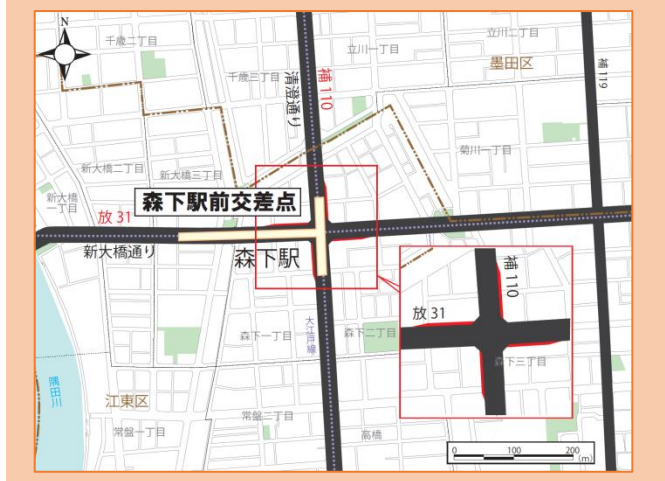 N
千歳二丁目
立川一丁目
立川二丁目
墨田区
千歳三丁目
清澄通り
補110
補119
新大橋二丁目
新大橋三丁目
菊川一丁目
新大橋
一丁目
森下駅前交差点
放31
新大橋通り
森下駅
補110
放31
大江戸線
森下一丁目
森下二丁目
森下三丁目
隅田川
江東区
常盤二丁目
常盤一丁目
高橋
0 100 200
(m)